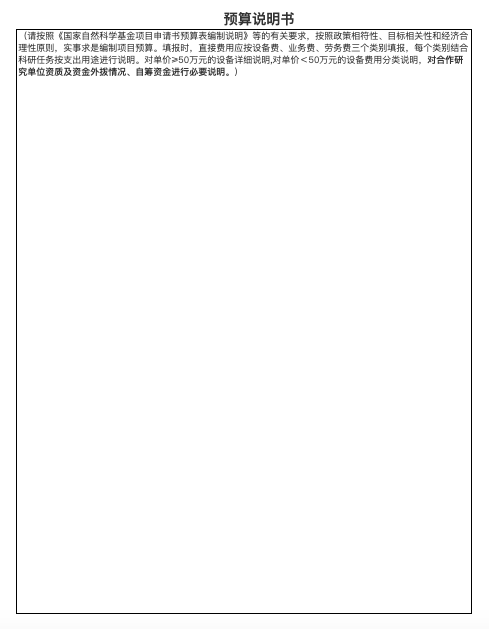 预算说明书
（请按照《国家自然科学基金项目申请书预算表编制说明》等的有关要求，按照政策相符性、目标相关性和经济合
理性原则，实事求是编制项目预算。填报时，直接费用应按设备费、业务费、劳务费三个类别填报，每个类别结合
科研任务按支出用途进行说明。对单价≥50万元的设备详细说明,对单价＜50万元的设备费用分类说明，对合作研
究单位资质及资金外拨情况、自筹资金进行必要说明。）